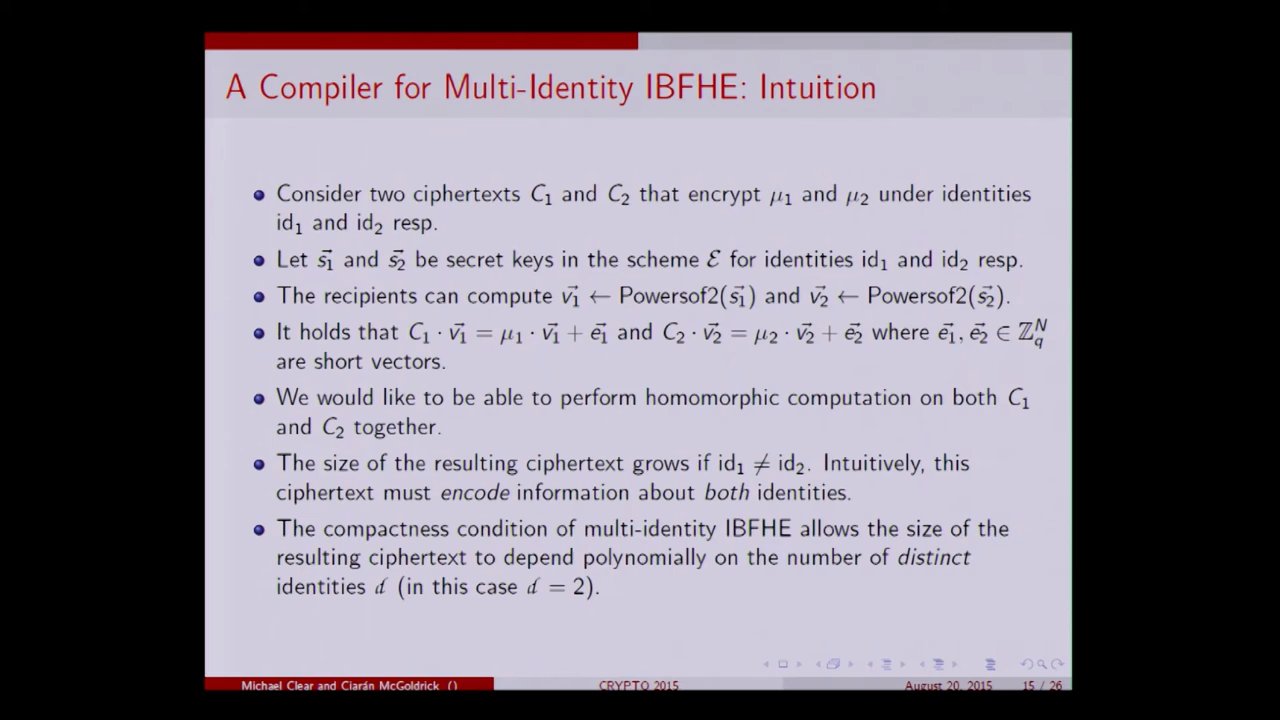 A Compiler for Multi-Identity IBFHE: Intuition
Consider two ciphertexts C₁ and C₂ that encrypt μ₁ and μ₂ under identities
id₁ and id₂ resp.
Let s⃗₁ and s⃗₂ be secret keys in the scheme ℰ for identities id₁ and id₂ resp.
The recipients can compute v⃗₁ ← Powersof2(s⃗₁) and v⃗₂ ← Powersof2(s⃗₂).
It holds that C₁ · v⃗₁ = μ₁ · v⃗₁ + e⃗₁ and C₂ · v⃗₂ = μ₂ · v⃗₂ + e⃗₂ where e⃗₁, e⃗₂ ∈ ℤ_q^N
are short vectors.
We would like to be able to perform homomorphic computation on both C₁
and C₂ together.
The size of the resulting ciphertext grows if id₁ ≠ id₂. Intuitively, this
ciphertext must encode information about both identities.
The compactness condition of multi-identity IBFHE allows the size of the
resulting ciphertext to depend polynomially on the number of distinct
identities d (in this case d = 2).
Michael Clear and Ciarán McGoldrick () CRYPTO 2015 August 20, 2015 15 / 26